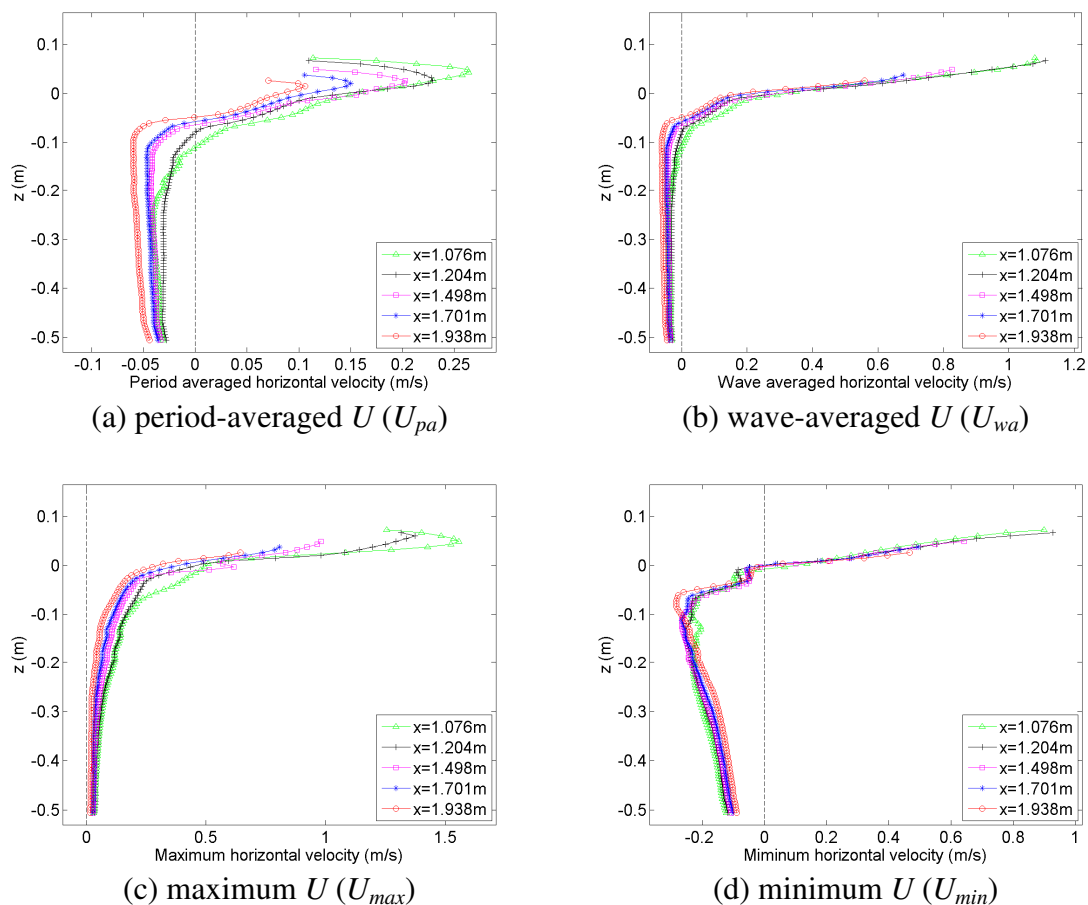 0.1
0
-0.1
-0.2
-0.3
-0.4
-0.5
z (m)
-0.1 -0.05 0 0.05 0.1 0.15 0.2 0.25
Period averaged horizontal velocity (m/s)
x=1.076m
x=1.204m
x=1.498m
x=1.701m
x=1.938m
(a) period-averaged U (Upa)
0.1
0
-0.1
-0.2
-0.3
-0.4
-0.5
z (m)
0 0.2 0.4 0.6 0.8 1 1.2
Wave averaged horizontal velocity (m/s)
x=1.076m
x=1.204m
x=1.498m
x=1.701m
x=1.938m
(b) wave-averaged U (Uwa)
0.1
0
-0.1
-0.2
-0.3
-0.4
-0.5
z (m)
0 0.5 1 1.5
Maximum horizontal velocity (m/s)
x=1.076m
x=1.204m
x=1.498m
x=1.701m
x=1.938m
(c) maximum U (Umax)
0.1
0
-0.1
-0.2
-0.3
-0.4
-0.5
z (m)
-0.2 0 0.2 0.4 0.6 0.8 1
Miminum horizontal velocity (m/s)
x=1.076m
x=1.204m
x=1.498m
x=1.701m
x=1.938m
(d) minimum U (Umin)